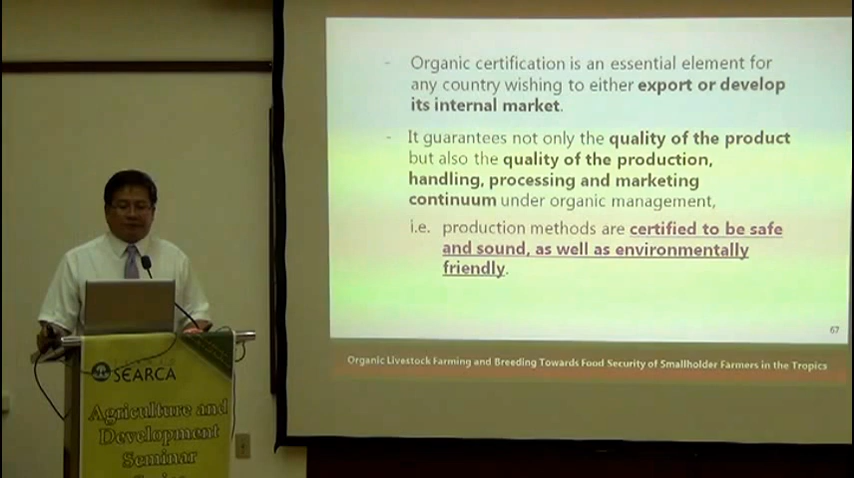 - Organic certification is an essential element for
any country wishing to either export or develop
its internal market.
- It guarantees not only the quality of the product
but also the quality of the production,
handling, processing and marketing
continuum under organic management,
i.e. production methods are certified to be safe
and sound, as well as environmentally
friendly.
67
Organic Livestock Farming and Breeding Towards Food Security of Smallholder Farmers in the Tropics
SEARCA
Agriculture and
Development
Seminar